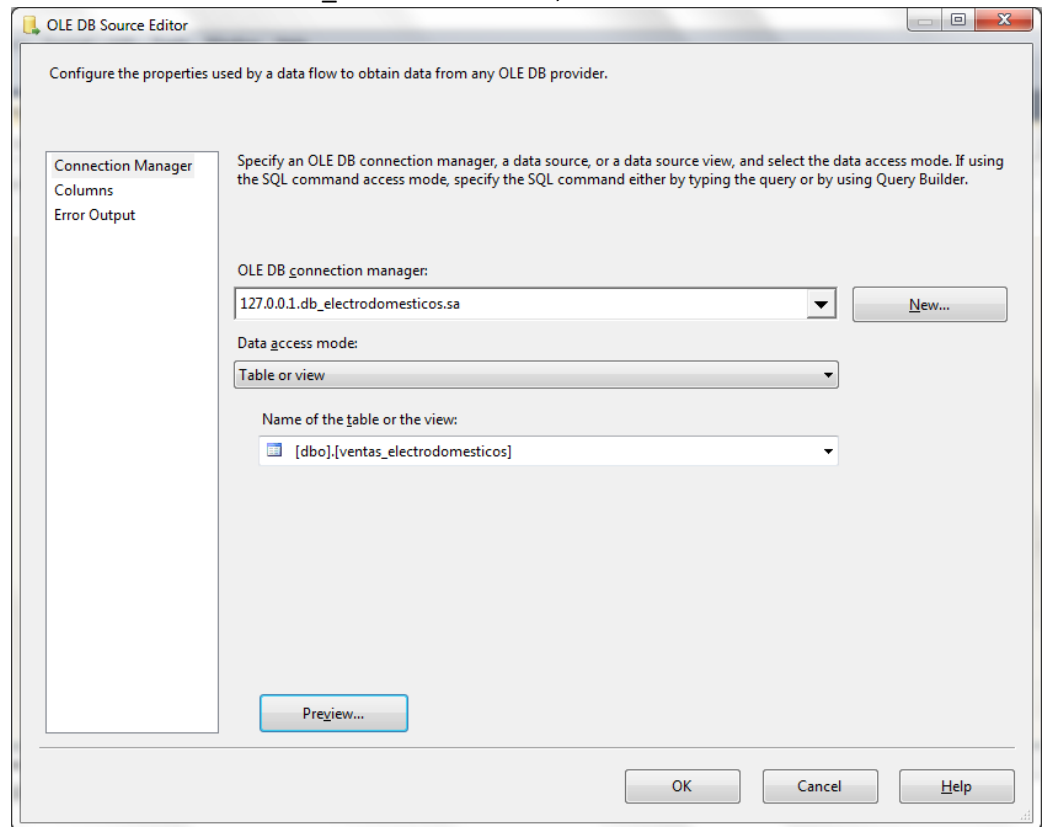 OLE DB Source Editor
Configure the properties used by a data flow to obtain data from any OLE DB provider.
Connection Manager
Columns
Error Output
Specify an OLE DB connection manager, a data source, or a data source view, and select the data access mode. If using
the SQL command access mode, specify the SQL command either by typing the query or by using Query Builder.
OLE DB connection manager:
127.0.0.1.db_electrodomesticos.sa
New...
Data access mode:
Table or view
Name of the table or the view:
[dbo].[ventas_electrodomesticos]
Preview...
OK
Cancel
Help